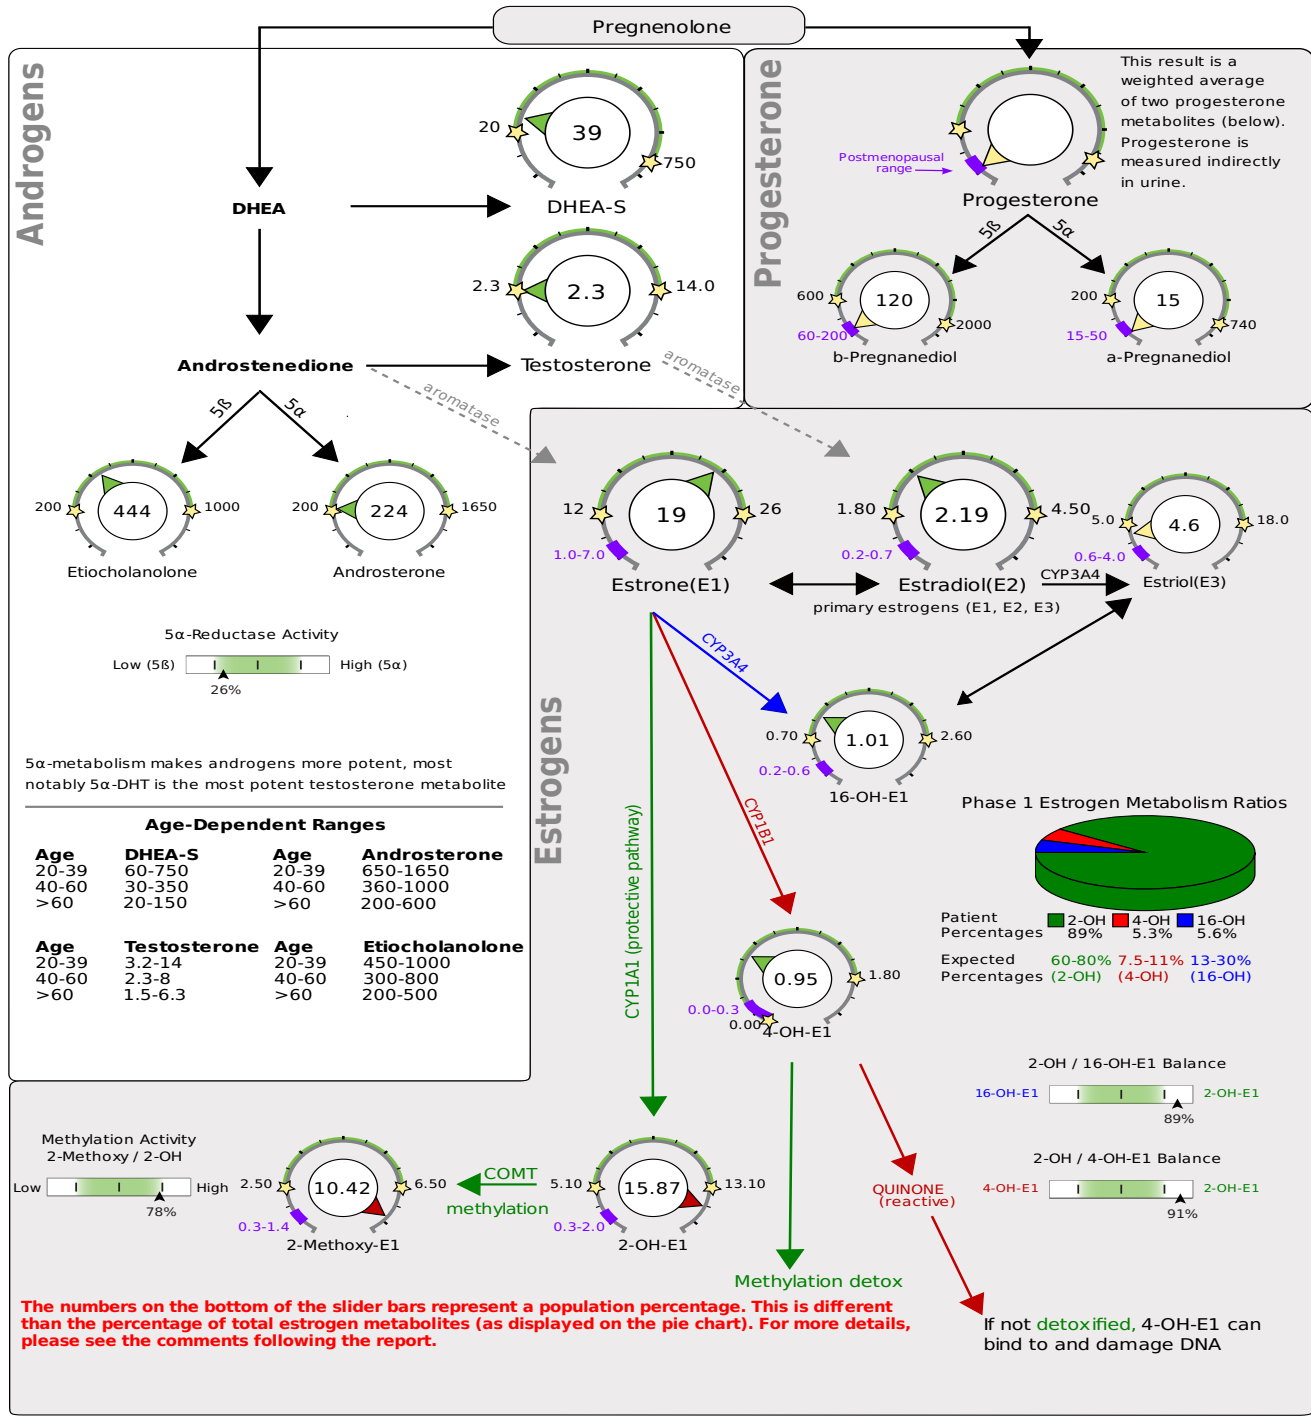 Pregnenolone
Androgens
20
39
750
DHEA-S
DHEA
2.3
2.3
14.0
Testosterone
Androstenedione
aromatase
aromatase
5ß
5α
200
444
1000
Etiocholanolone
200
224
1650
Androsterone
5α-Reductase Activity
Low (5ß)
High (5α)
26%
5α-metabolism makes androgens more potent, most
notably 5α-DHT is the most potent testosterone metabolite
Age-Dependent Ranges
Age DHEA-S Age Androsterone
20-39 60-750 20-39 650-1650
40-60 30-350 40-60 360-1000
>60 20-150 >60 200-600
Age Testosterone Age Etiocholanolone
20-39 3.2-14 20-39 450-1000
40-60 2.3-8 40-60 300-800
>60 1.5-6.3 >60 200-500
Progesterone
This result is a
weighted average
of two progesterone
metabolites (below).
Progesterone is
measured indirectly
in urine.
Postmenopausal
range
Progesterone
5ß
5α
600
120
2000
60-200
b-Pregnanediol
200
15
740
15-50
a-Pregnanediol
Estrogens
12
19
26
1.0-7.0
Estrone(E1)
1.80
2.19
4.50
0.2-0.7
Estradiol(E2)
CYP3A4
5.0
4.6
18.0
0.6-4.0
Estriol(E3)
primary estrogens (E1, E2, E3)
CYP3A4
0.70
1.01
2.60
0.2-0.6
16-OH-E1
CYP1B1
CYP1A1 (protective pathway)
Phase 1 Estrogen Metabolism Ratios
Patient
Percentages
2-OH 4-OH 16-OH
89% 5.3% 5.6%
Expected
Percentages
60-80% 7.5-11% 13-30%
(2-OH) (4-OH) (16-OH)
0.95
1.80
0.0-0.3
0.00
4-OH-E1
2-OH / 16-OH-E1 Balance
16-OH-E1
2-OH-E1
89%
2-OH / 4-OH-E1 Balance
4-OH-E1
2-OH-E1
91%
Methylation Activity
2-Methoxy / 2-OH
Low
High
78%
2.50
10.42
6.50
0.3-1.4
2-Methoxy-E1
COMT
methylation
5.10
15.87
13.10
0.3-2.0
2-OH-E1
QUINONE
(reactive)
Methylation detox
The numbers on the bottom of the slider bars represent a population percentage. This is different
than the percentage of total estrogen metabolites (as displayed on the pie chart). For more details,
please see the comments following the report.
If not detoxified, 4-OH-E1 can
bind to and damage DNA